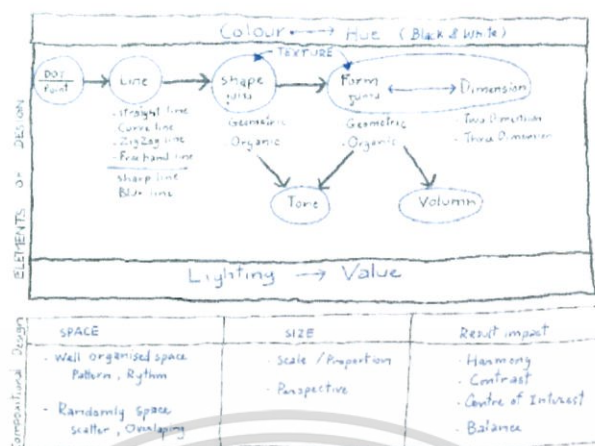 Colour ⟷ Hue (Black & White)
TEXTURE
DOT
Point
Line
Shape
Form
Dimension
- Straight line
- Curve line
- ZigZag line
- Freehand line
Sharp line
Blur line
Geometric
- Organic
Geometric
- Organic
- Two Dimension
- Three Dimension
Tone
Volumn
ELEMENTS OF DESIGN
Lighting → Value
Compositional Design
SPACE
- Well Organised space
Pattern, Rythm
- Randomly Space
Scatter, Overlaping
SIZE
- Scale / Proportion
- Perspective
Result impact
- Harmony
- Contrast
- Centre of Interest
- Balance